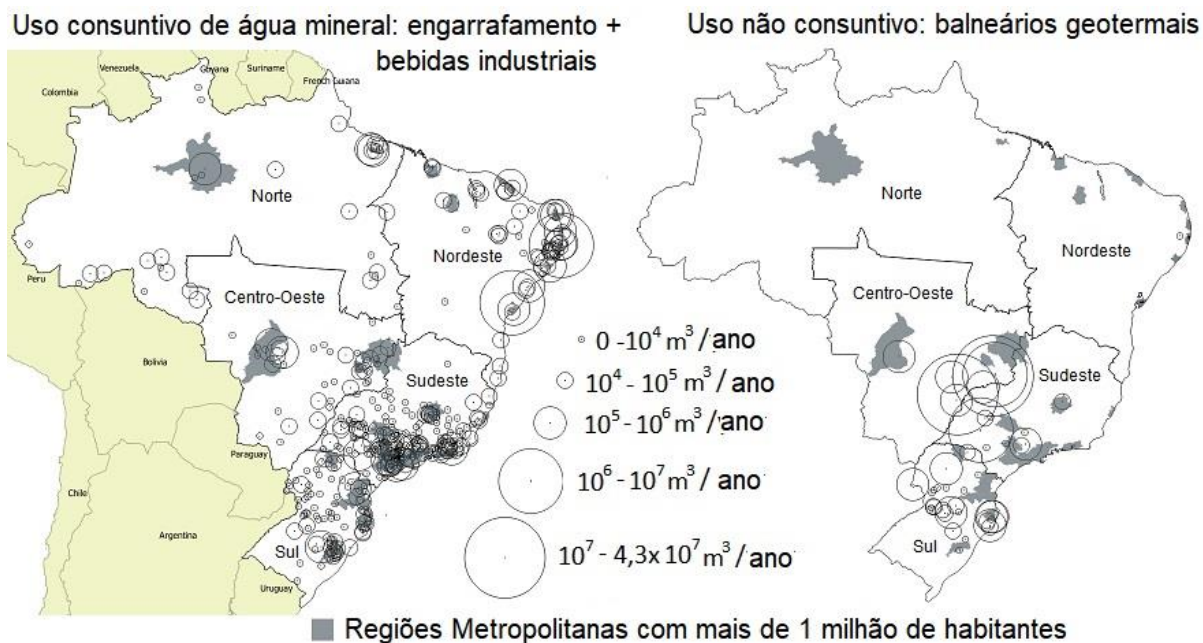 Uso consuntivo de água mineral: engarrafamento +
bebidas industriais
Uso não consuntivo: balneários geotermais
Venezuela
Guyana
Suriname
French Guiana
Colombia
Norte
Nordeste
Peru
Centro-Oeste
Bolivia
Sudeste
Paraguay
Chile
Argentina
Sul
Uruguay
0 -10⁴ m³/ano
10⁴ - 10⁵ m³/ ano
10⁵ - 10⁶ m³/ ano
10⁶ - 10⁷ m³ / ano
10⁷ - 4,3x 10⁷ m³/ ano
Norte
Nordeste
Centro-Oeste
Sudeste
Sul
Regiões Metropolitanas com mais de 1 milhão de habitantes